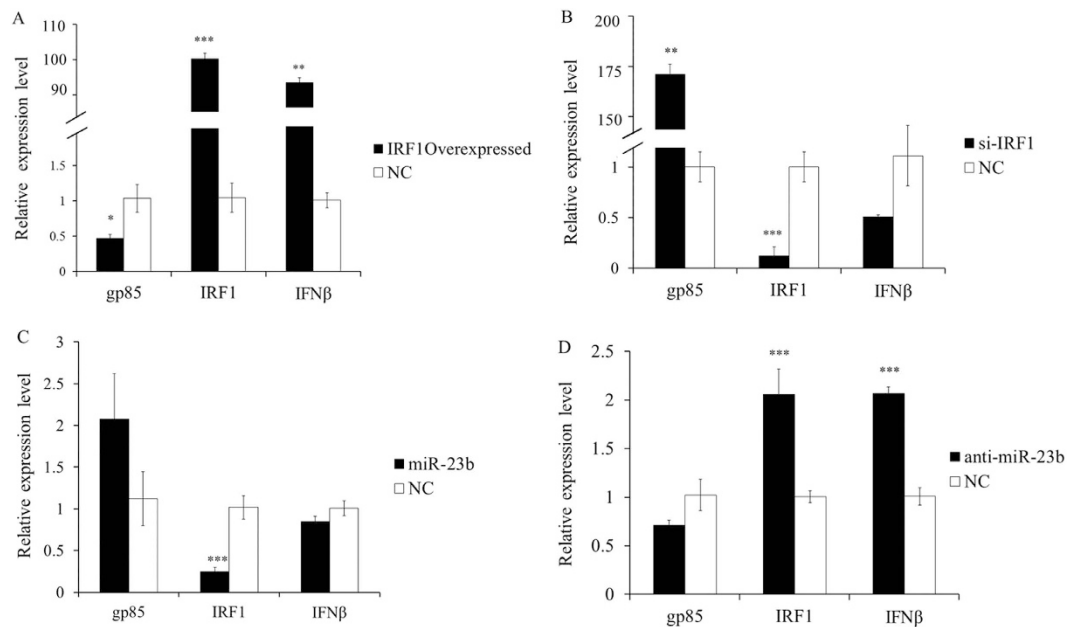 A
Relative expression level
110
100
90
1.5
1
0.5
0
***
**
*
gp85
IRF1
IFNβ
IRF1Overexpressed
NC
B
Relative expression level
200
175
150
1
0.5
0
**
***
gp85
IRF1
IFNβ
si-IRF1
NC
C
Relative expression level
3
2.5
2
1.5
1
0.5
0
***
gp85
IRF1
IFNβ
miR-23b
NC
D
Relative expression level
2.5
2
1.5
1
0.5
0
***
***
gp85
IRF1
IFNβ
anti-miR-23b
NC